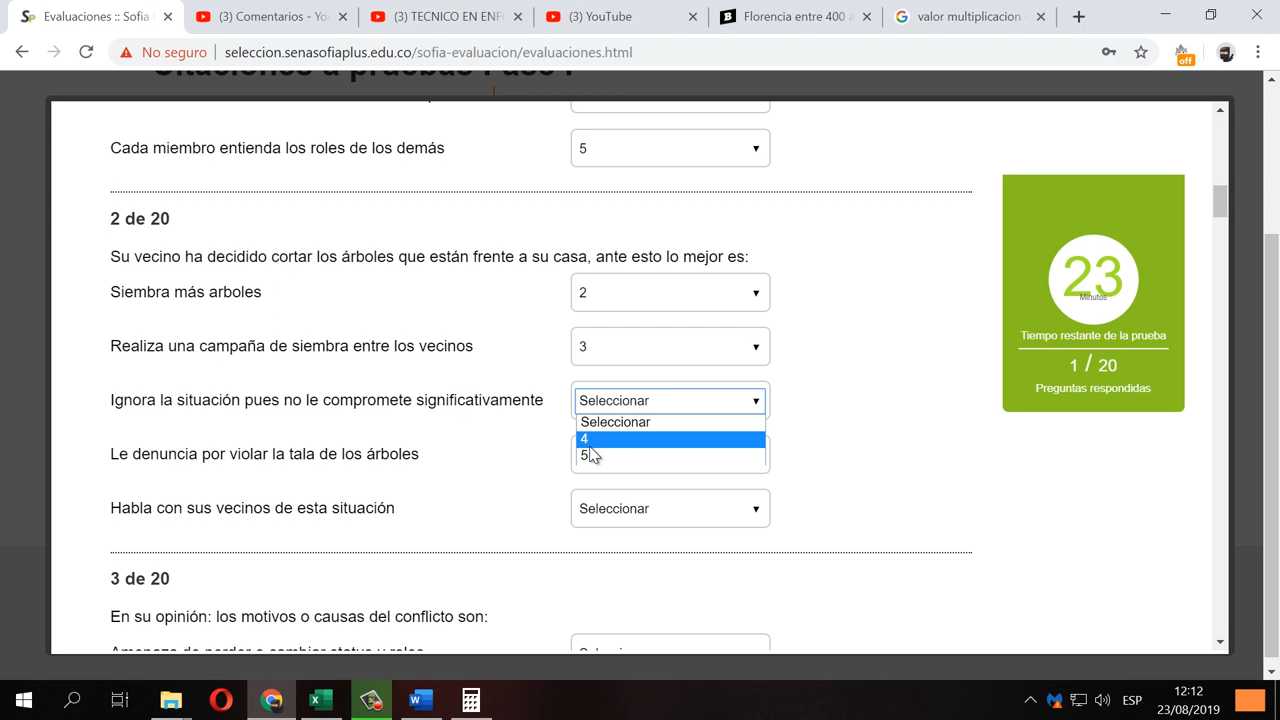 Evaluaciones :: Sofia
(3) Comentarios - Yo
(3) TECNICO EN ENF
(3) YouTube
Florencia entre 400 a
valor multiplicacion -
No seguro
seleccion.senasofiaplus.edu.co/sofia-evaluacion/evaluaciones.html
off
Cada miembro entienda los roles de los demás
5
2 de 20
Su vecino ha decidido cortar los árboles que están frente a su casa, ante esto lo mejor es:
Siembra más arboles
2
Realiza una campaña de siembra entre los vecinos
3
Ignora la situación pues no le compromete significativamente
Seleccionar
Seleccionar
4
5
Le denuncia por violar la tala de los árboles
Habla con sus vecinos de esta situación
Seleccionar
3 de 20
En su opinión: los motivos o causas del conflicto son:
23
Minutos
Tiempo restante de la prueba
1 / 20
Preguntas respondidas
ESP
12:12
23/08/2019